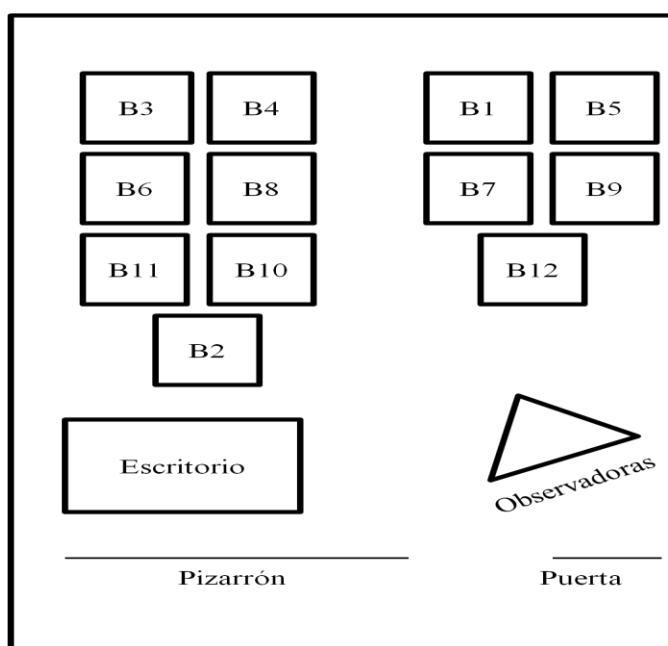 B3 B4 B1 B5
B6 B8 B7 B9
B11 B10 B12
B2
Escritorio
Observadoras
Pizarrón Puerta